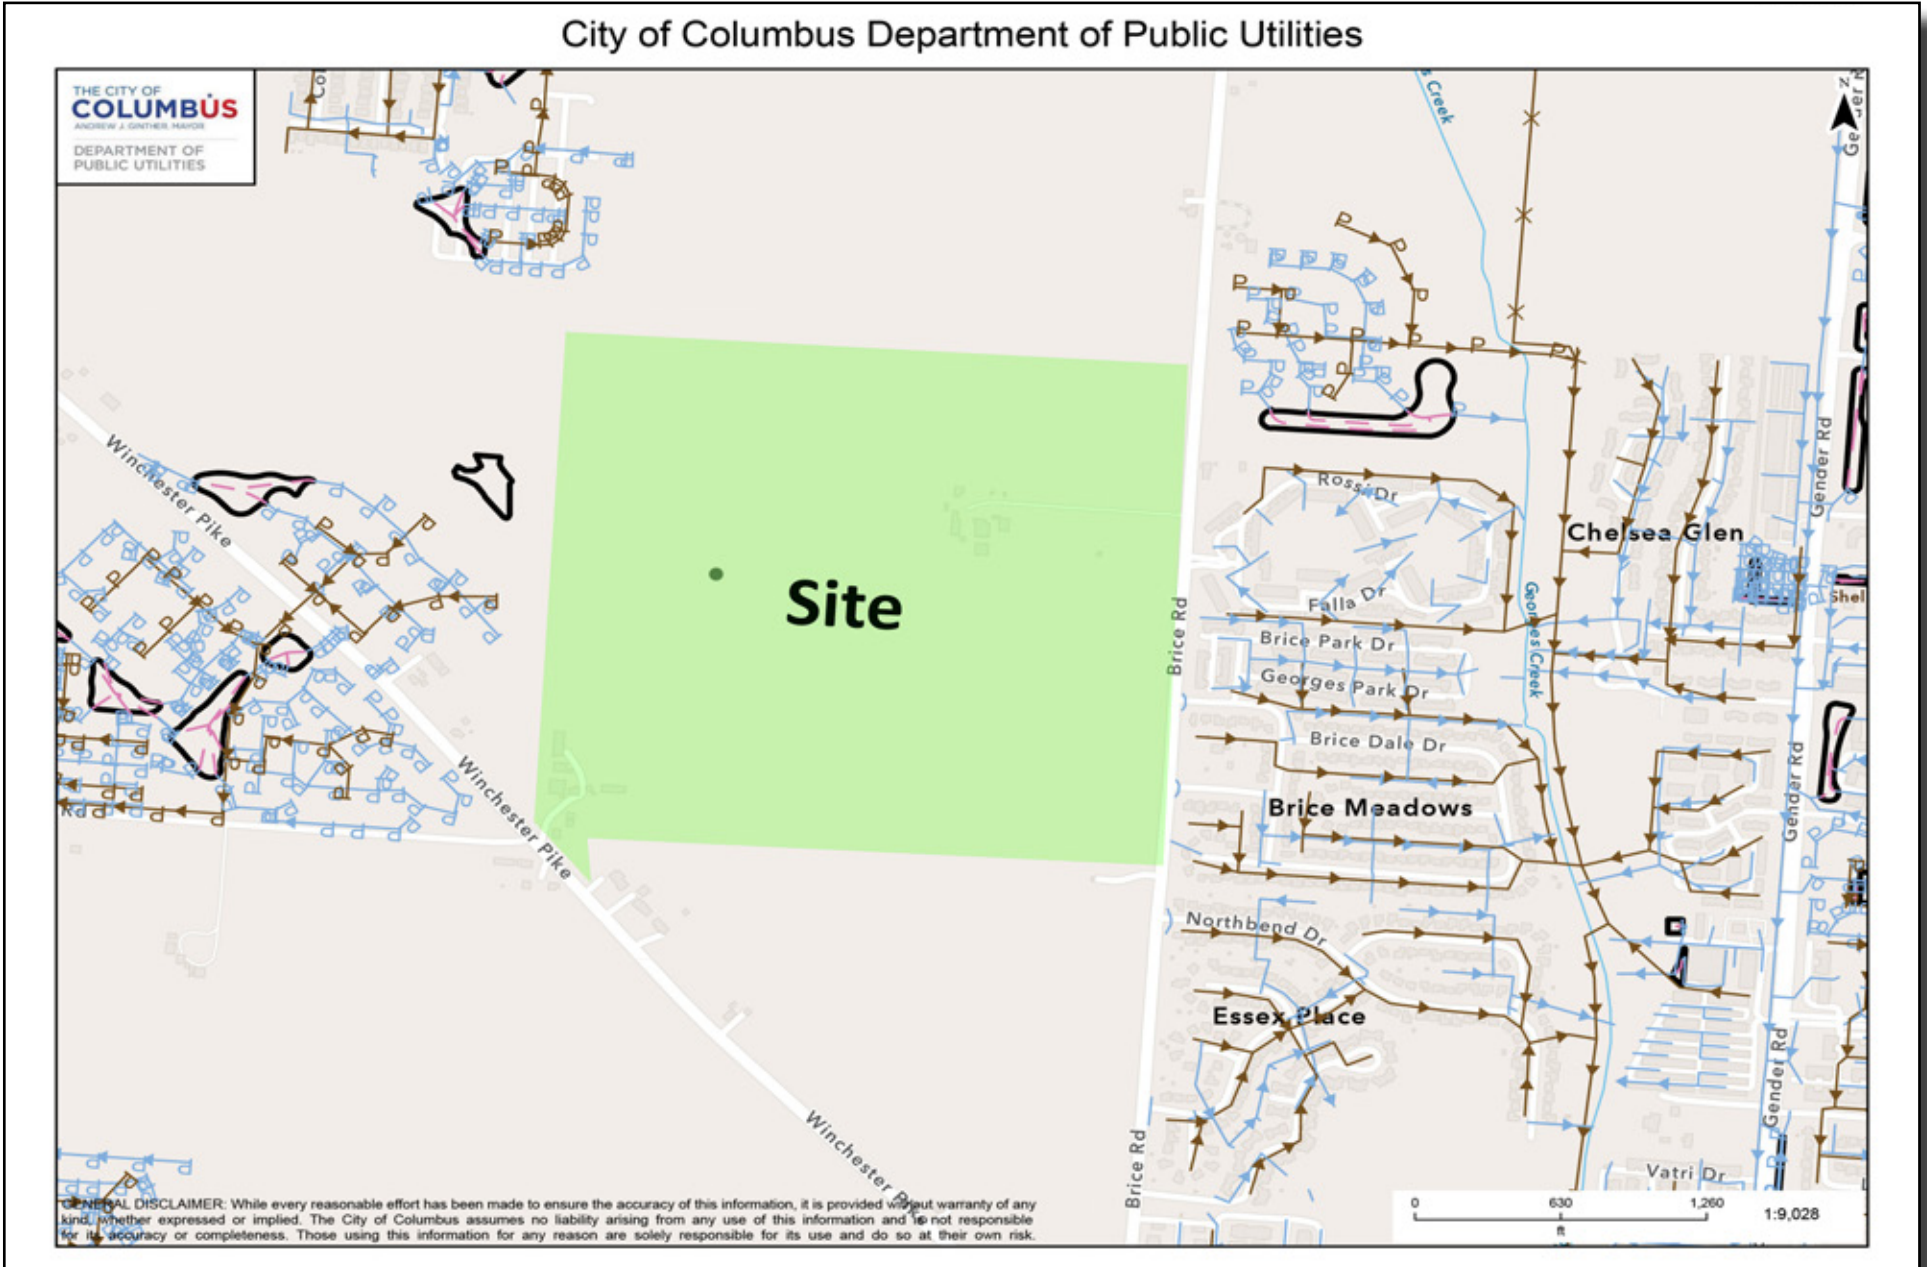 City of Columbus Department of Public Utilities
THE CITY OF
COLUMBUS
ANDREW J. GINTHER, MAYOR
DEPARTMENT OF
PUBLIC UTILITIES
Col
s Creek
N
Gender R
Winchester Pike
Rossi Dr
Gender Rd
Chelsea Glen
Site
Falla Dr
Shel
Brice Rd
Brice Park Dr
Georges Creek
Georges Park Dr
Brice Dale Dr
Gender Rd
Winchester Pike
Brice Meadows
Rd
Northbend Dr
Essex Place
Gender Rd
Winchester Pike
Brice Rd
Vatri Dr
GENERAL DISCLAIMER: While every reasonable effort has been made to ensure the accuracy of this information, it is provided without warranty of any
kind, whether expressed or implied. The City of Columbus assumes no liability arising from any use of this information and is not responsible
for its accuracy or completeness. Those using this information for any reason are solely responsible for its use and do so at their own risk.
0 630 1,260
ft
1:9,028